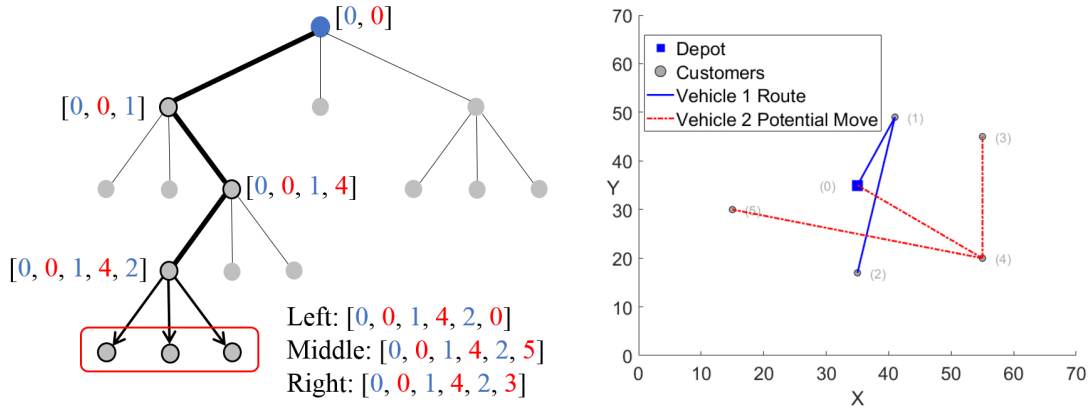 [0, 0]
[0, 0, 1]
[0, 0, 1, 4]
[0, 0, 1, 4, 2]
Left: [0, 0, 1, 4, 2, 0]
Middle: [0, 0, 1, 4, 2, 5]
Right: [0, 0, 1, 4, 2, 3]
70
60
50
40
30
20
10
0
Y
Depot
Customers
Vehicle 1 Route
Vehicle 2 Potential Move
(1)
(3)
(0)
(5)
(4)
(2)
0 10 20 30 40 50 60 70
X